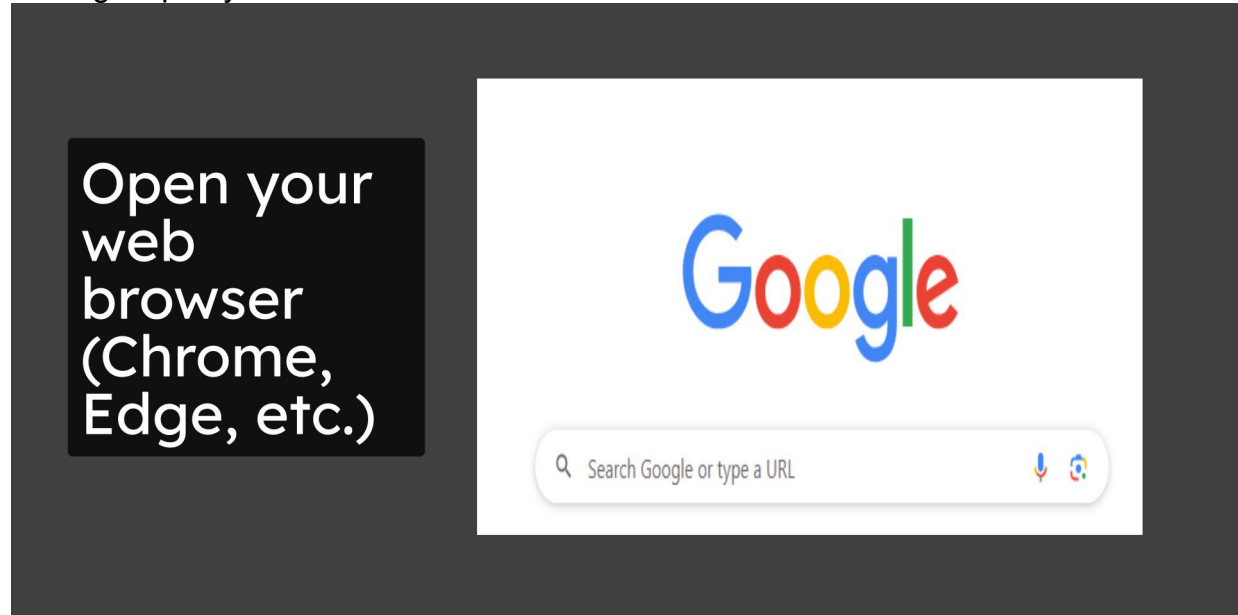 Open your
web
browser
(Chrome,
Edge, etc.)
Google
Search Google or type a URL